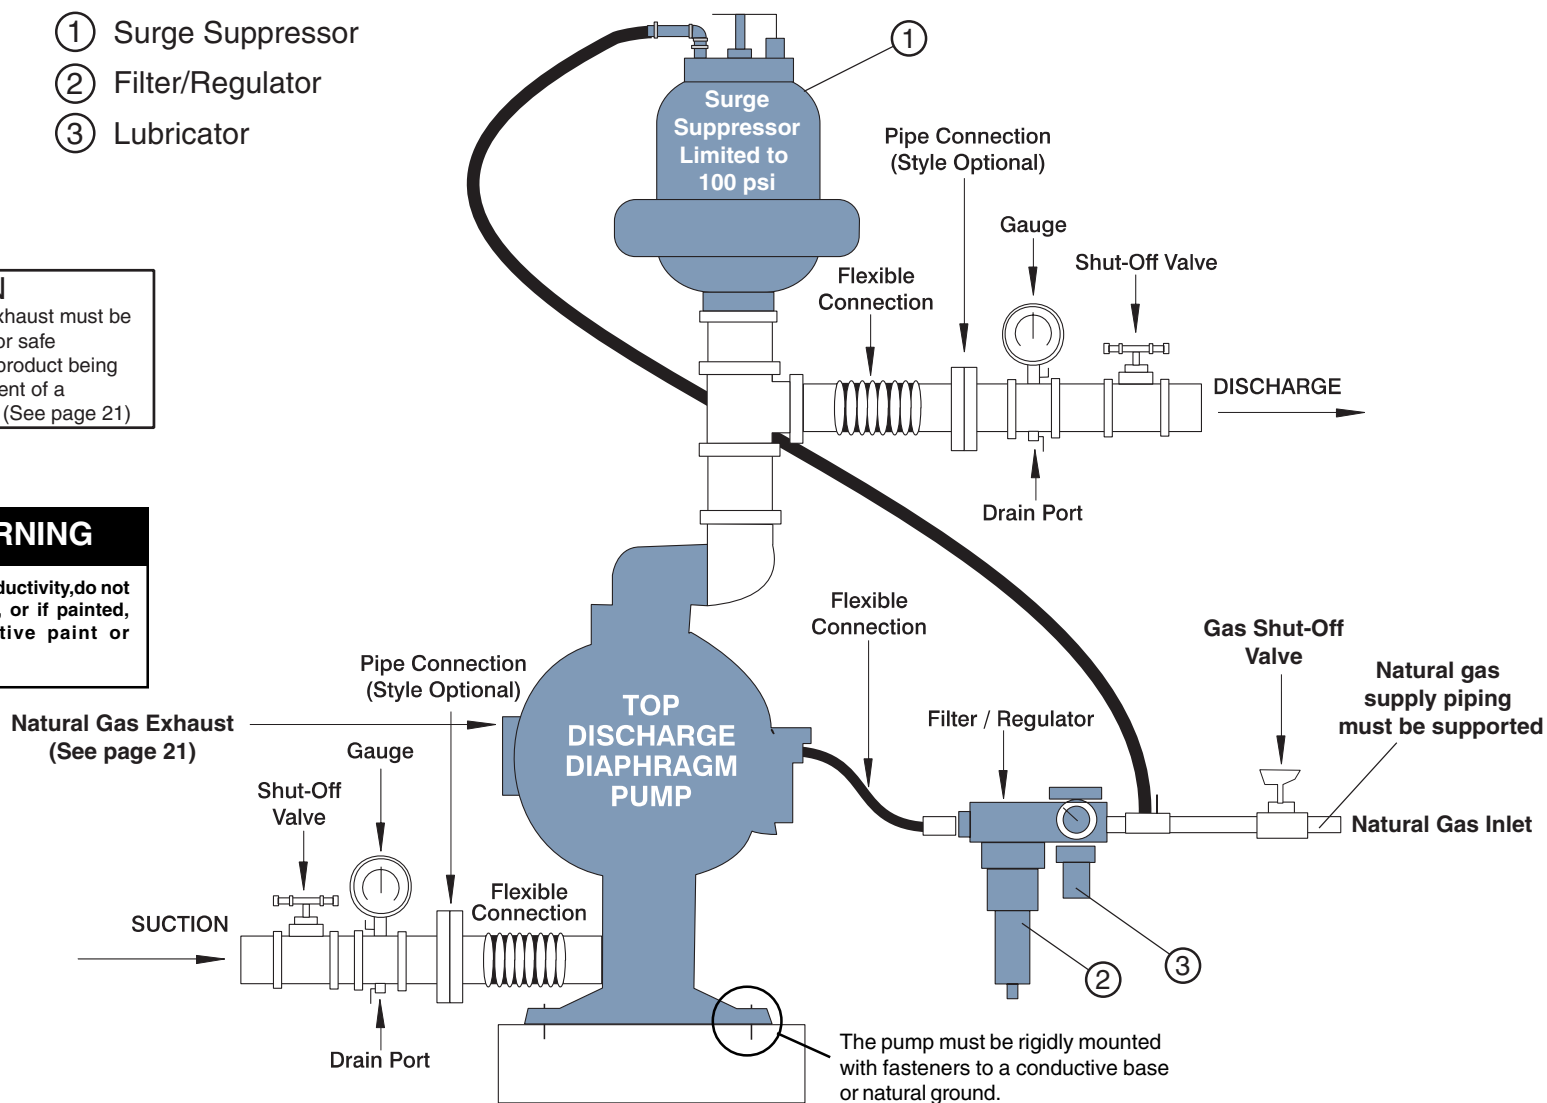 ① Surge Suppressor
② Filter/Regulator
③ Lubricator
①
Surge
Suppressor
Limited to
100 psi
Pipe Connection
(Style Optional)
Gauge
Shut-Off Valve
Flexible
Connection
DISCHARGE
Drain Port
xhaust must be
or safe
product being
ent of a
(See page 21)
RNING
ductivity,do not
, or if painted,
tive paint or
Natural Gas Exhaust
(See page 21)
Pipe Connection
(Style Optional)
Gauge
Shut-Off
Valve
SUCTION
Flexible
Connection
Drain Port
TOP
DISCHARGE
DIAPHRAGM
PUMP
Flexible
Connection
Filter / Regulator
Gas Shut-Off
Valve
Natural gas
supply piping
must be supported
Natural Gas Inlet
②
③
The pump must be rigidly mounted
with fasteners to a conductive base
or natural ground.